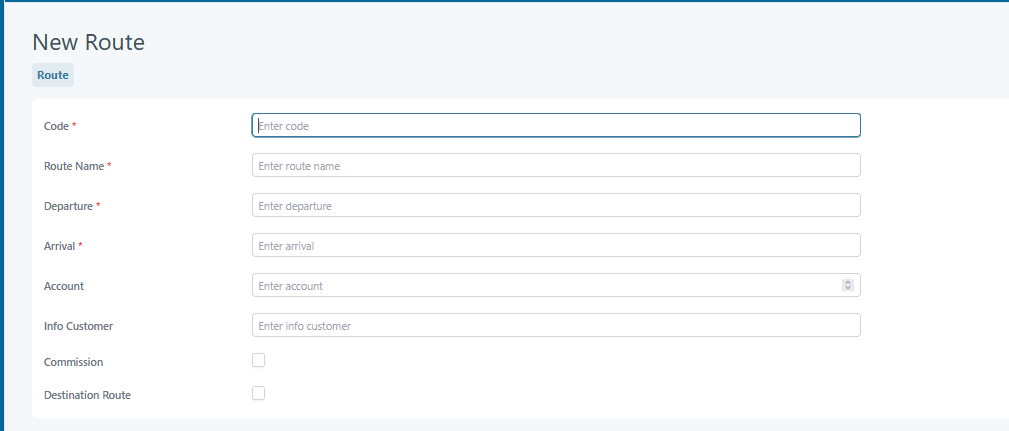 New Route
Route
Code *
Enter code
Route Name *
Enter route name
Departure *
Enter departure
Arrival *
Enter arrival
Account
Enter account
Info Customer
Enter info customer
Commission
Destination Route